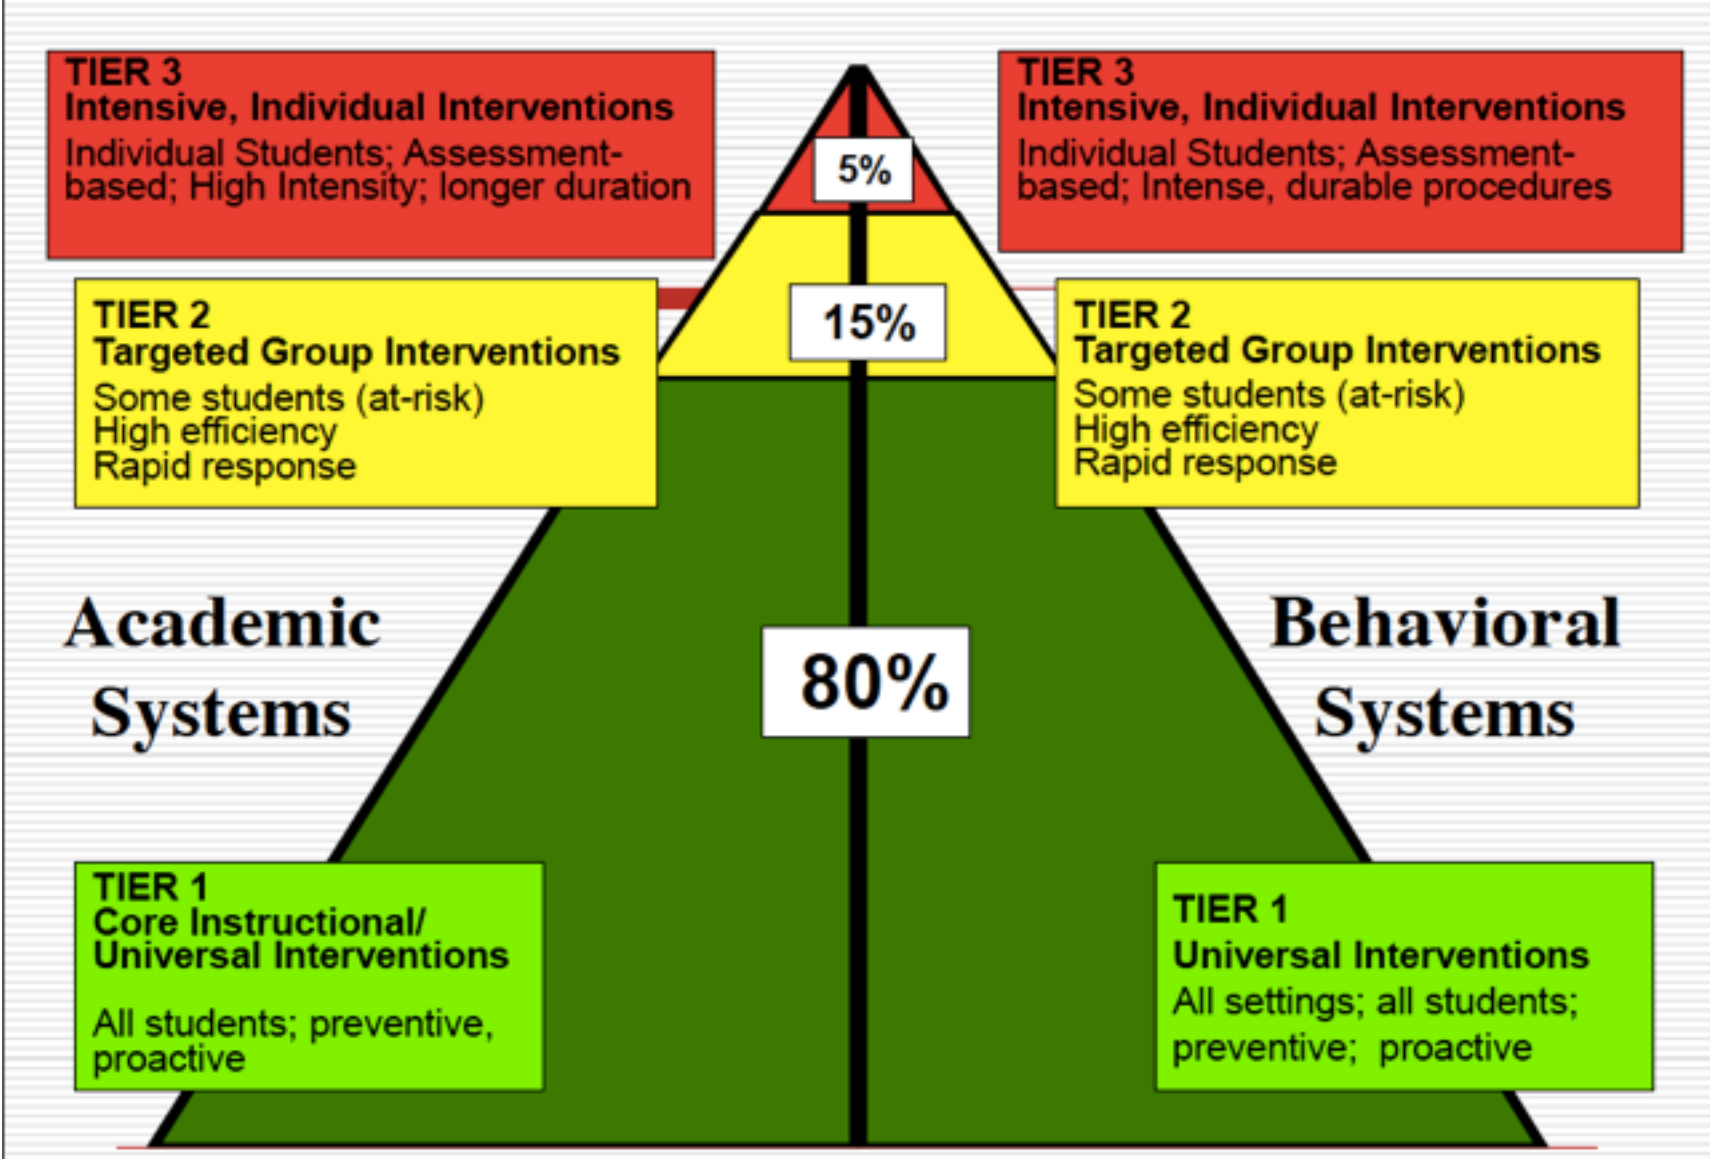 TIER 3
Intensive, Individual Interventions
Individual Students; Assessment-
based; High Intensity; longer duration
TIER 3
Intensive, Individual Interventions
Individual Students; Assessment-
based; Intense, durable procedures
5%
TIER 2
Targeted Group Interventions
Some students (at-risk)
High efficiency
Rapid response
15%
TIER 2
Targeted Group Interventions
Some students (at-risk)
High efficiency
Rapid response
Academic
Systems
80%
Behavioral
Systems
TIER 1
Core Instructional/
Universal Interventions
All students; preventive,
proactive
TIER 1
Universal Interventions
All settings; all students;
preventive;  proactive